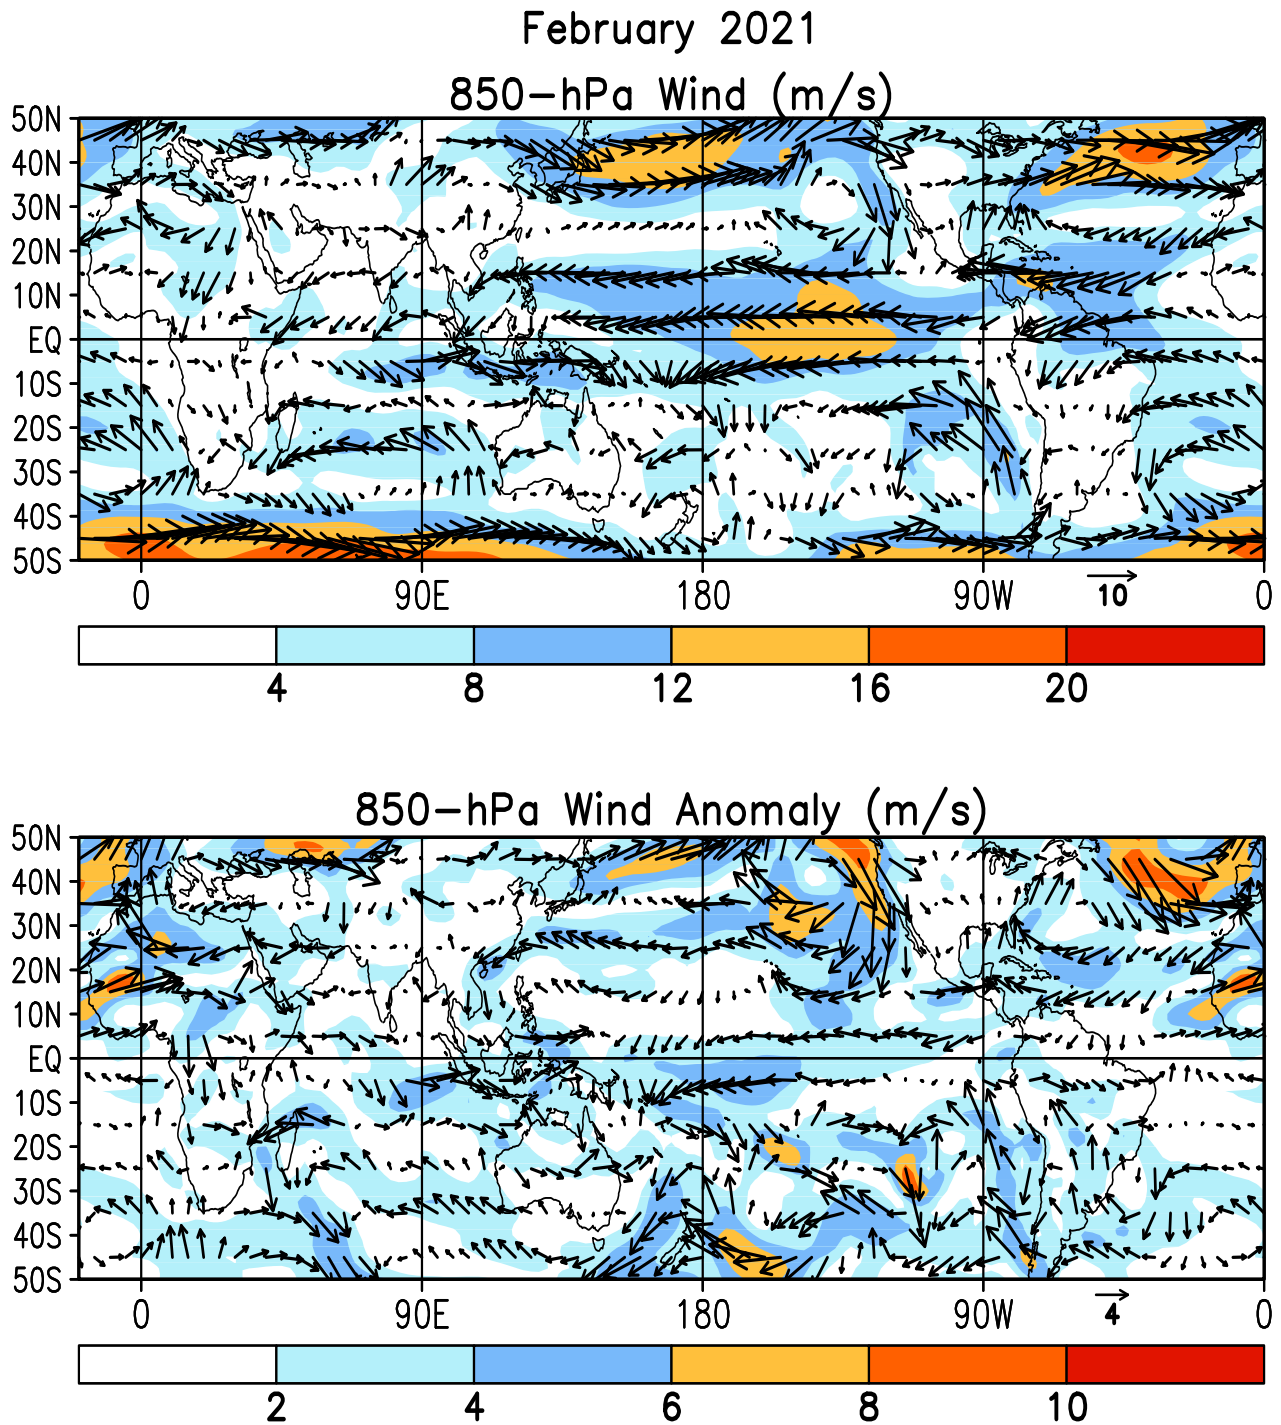 February 2021
850-hPa Wind (m/s)
50N
40N
30N
20N
10N
EQ
10S
20S
30S
40S
50S
0 90E 180 90W 0
10
4 8 12 16 20
850-hPa Wind Anomaly (m/s)
50N
40N
30N
20N
10N
EQ
10S
20S
30S
40S
50S
0 90E 180 90W 0
4
2 4 6 8 10